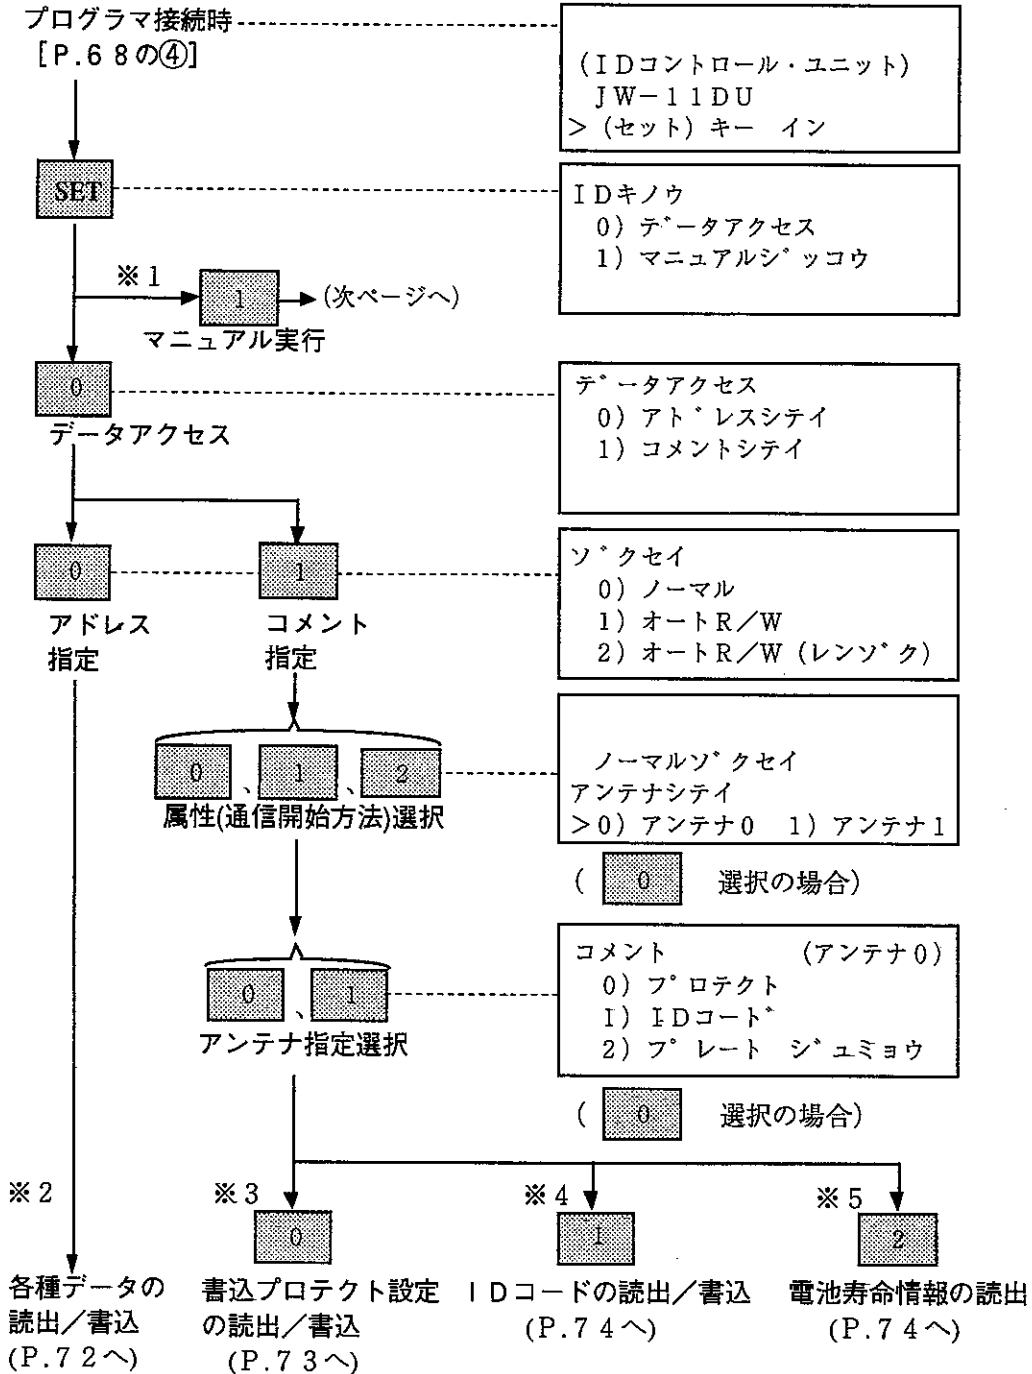 プログラマ接続時
[P.68の④]
(IDコントロール・ユニット)
JW-11DU
>(セット)キー イン
SET
IDキノウ
0)データアクセス
1)マニュアルジッコウ
※1
1
(次ページへ)
マニュアル実行
0
データアクセス
データアクセス
0)アドレスシテイ
1)コメントシテイ
0
1
アドレス
指定
コメント
指定
ゾクセイ
0)ノーマル
1)オートR/W
2)オートR/W(レンゾク)
0、1、2
属性(通信開始方法)選択
ノーマルゾクセイ
アンテナシテイ
>0)アンテナ0 1)アンテナ1
( 0 選択の場合)
0、1
アンテナ指定選択
コメント (アンテナ0)
0)プロテクト
1)IDコード
2)プレート ジュミョウ
( 0 選択の場合)
※2
※3
※4
※5
0
1
2
各種データの
読出/書込
(P.72へ)
書込プロテクト設定
の読出/書込
(P.73へ)
IDコードの読出/書込
(P.74へ)
電池寿命情報の読出
(P.74へ)